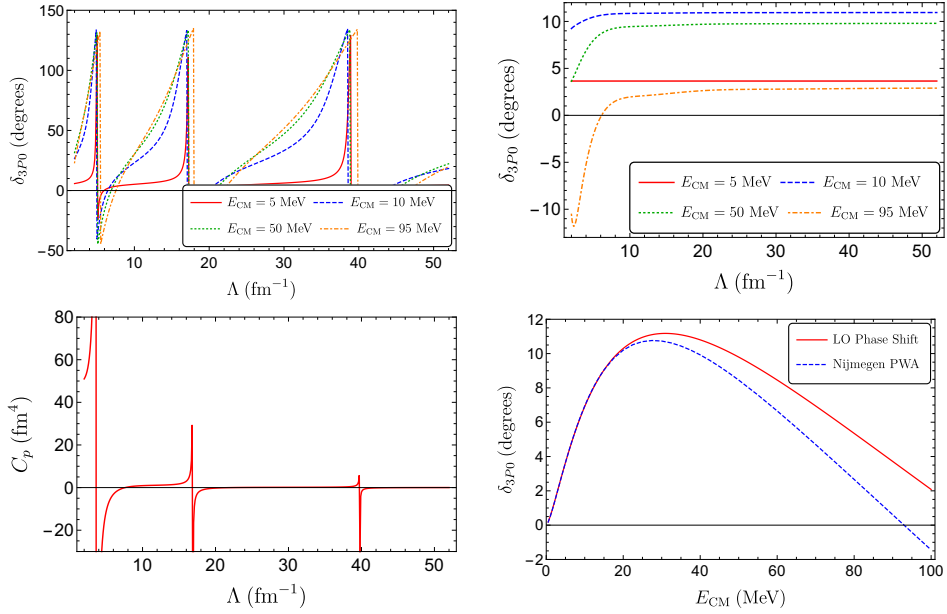 δ3P0 (degrees)
150
100
50
0
−50
0
10
20
30
40
50
Λ (fm−1)
ECM = 5 MeV
ECM = 10 MeV
ECM = 50 MeV
ECM = 95 MeV
δ3P0 (degrees)
10
5
0
−5
−10
0
10
20
30
40
50
Λ (fm−1)
ECM = 5 MeV
ECM = 10 MeV
ECM = 50 MeV
ECM = 95 MeV
Cp (fm4)
80
60
40
20
0
−20
10
20
30
40
50
Λ (fm−1)
δ3P0 (degrees)
12
10
8
6
4
2
0
−2
0
20
40
60
80
100
ECM (MeV)
LO Phase Shift
Nijmegen PWA